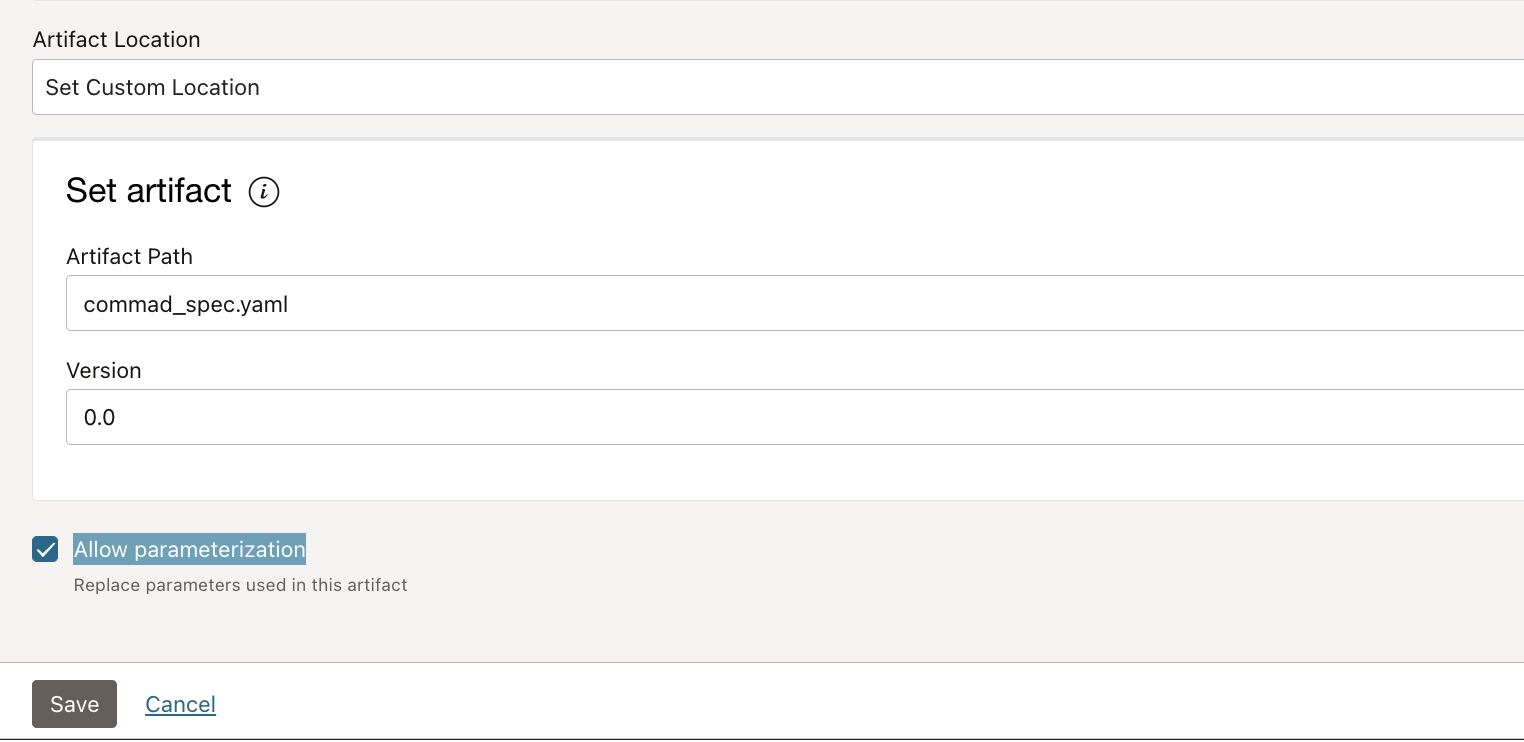 Artifact Location
Set Custom Location
Set artifact i
Artifact Path
commad_spec.yaml
Version
0.0
Allow parameterization
Replace parameters used in this artifact
Save Cancel